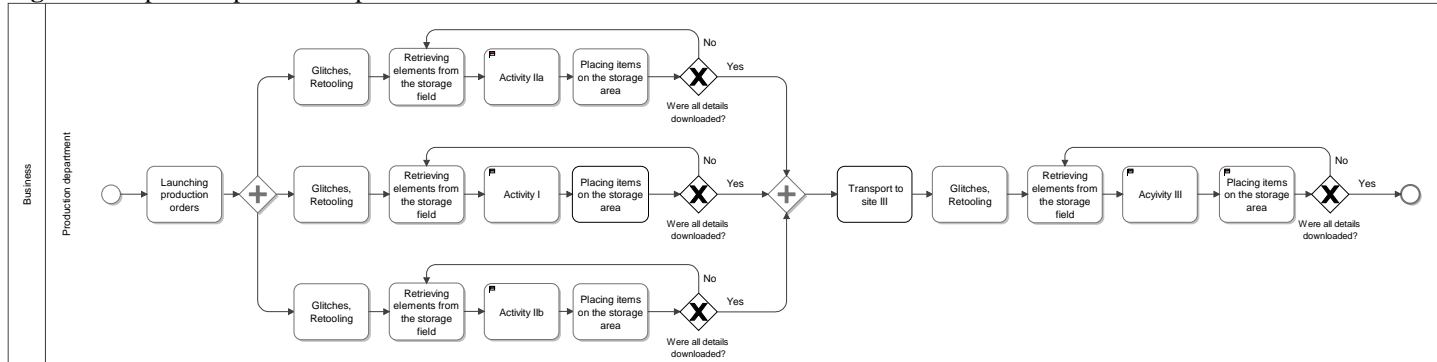 Business
Production department
Launching
production
orders
Glitches,
Retooling
Retrieving
elements from
the storage
field
Activity IIa
Placing items
on the storage
area
No
Yes
Were all details
downloaded?
Glitches,
Retooling
Retrieving
elements from
the storage
field
Activity I
Placing items
on the storage
area
No
Yes
Were all details
downloaded?
Glitches,
Retooling
Retrieving
elements from
the storage
field
Activity IIb
Placing items
on the storage
area
No
Yes
Were all details
downloaded?
Transport to
site III
Glitches,
Retooling
Retrieving
elements from
the storage
field
Acyivity III
Placing items
on the storage
area
No
Yes
Were all details
downloaded?